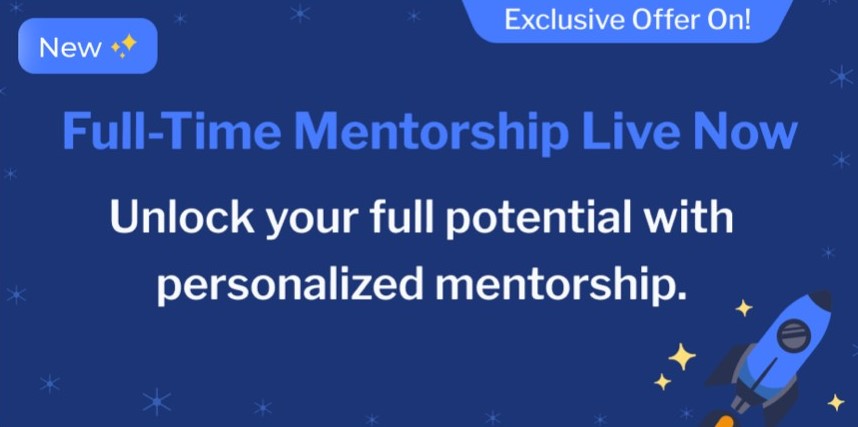 Exclusive Offer On!
New
Full-Time Mentorship Live Now
Unlock your full potential with
personalized mentorship.